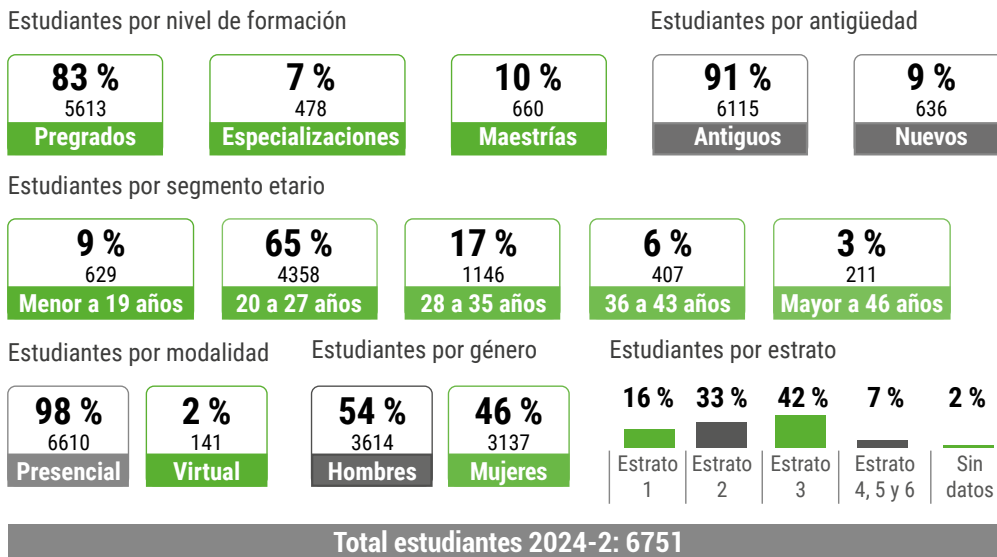 Estudiantes por nivel de formación
Estudiantes por antigüedad
83 %
5613
Pregrados
7 %
478
Especializaciones
10 %
660
Maestrías
91 %
6115
Antiguos
9 %
636
Nuevos
Estudiantes por segmento etario
9 %
629
Menor a 19 años
65 %
4358
20 a 27 años
17 %
1146
28 a 35 años
6 %
407
36 a 43 años
3 %
211
Mayor a 46 años
Estudiantes por modalidad
Estudiantes por género
Estudiantes por estrato
98 %
6610
Presencial
2 %
141
Virtual
54 %
3614
Hombres
46 %
3137
Mujeres
16 %
33 %
42 %
7 %
2 %
Estrato
1
Estrato
2
Estrato
3
Estrato
4, 5 y 6
Sin
datos
Total estudiantes 2024-2: 6751